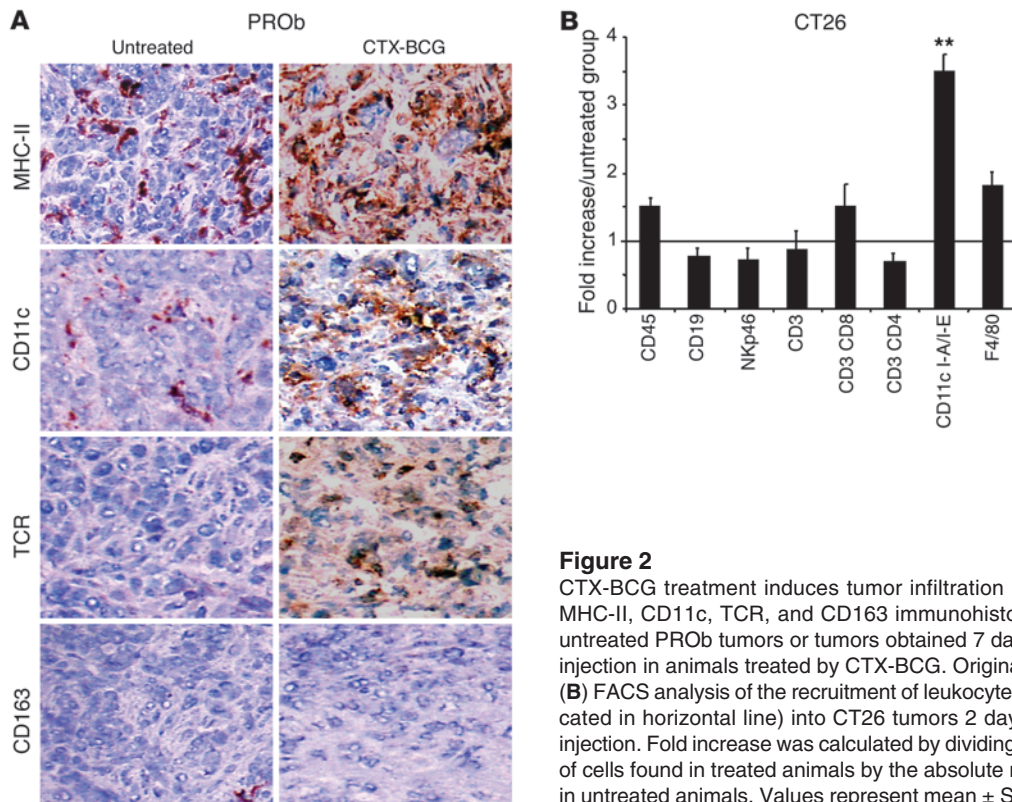 A
PROb
Untreated
CTX-BCG
MHC-II
CD11c
TCR
CD163
B
CT26
Fold increase/untreated group
4
3
2
1
0
**
CD45
CD19
NKp46
CD3
CD3 CD8
CD3 CD4
CD11c I-A/I-E
F4/80
Figure 2
CTX-BCG treatment induces tumor infiltration
MHC-II, CD11c, TCR, and CD163 immunohisto
untreated PROb tumors or tumors obtained 7 da
injection in animals treated by CTX-BCG. Origina
(B) FACS analysis of the recruitment of leukocyte
cated in horizontal line) into CT26 tumors 2 day
injection. Fold increase was calculated by dividing
of cells found in treated animals by the absolute
in untreated animals. Values represent mean ± S